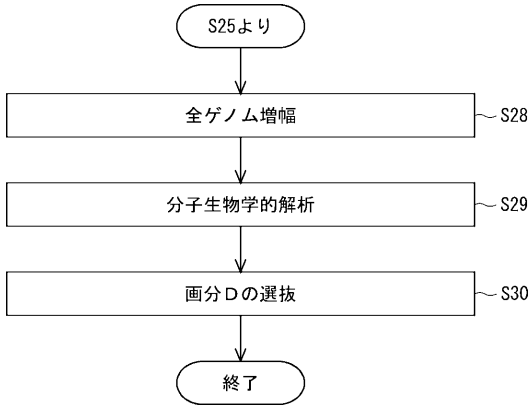 S25より
全ゲノム増幅
S28
分子生物学的解析
S29
画分Dの選抜
S30
終了